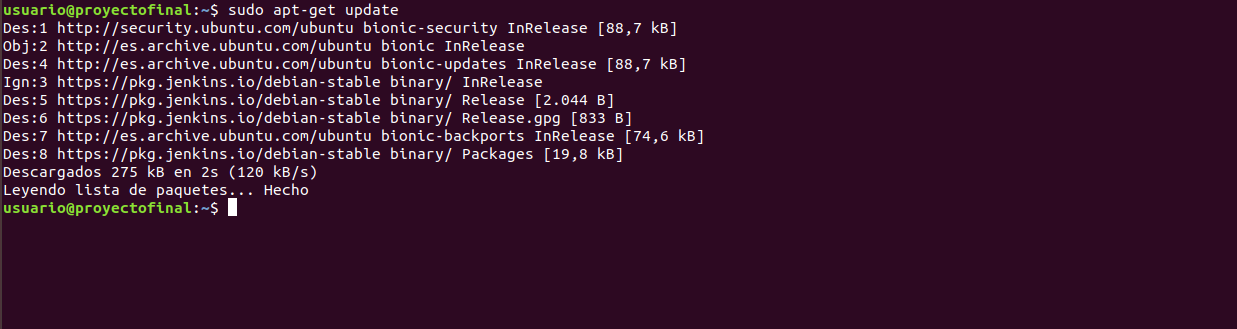 usuario@proyectofinal:~$ sudo apt-get update
Des:1 http://security.ubuntu.com/ubuntu bionic-security InRelease [88,7 kB]
Obj:2 http://es.archive.ubuntu.com/ubuntu bionic InRelease
Des:4 http://es.archive.ubuntu.com/ubuntu bionic-updates InRelease [88,7 kB]
Ign:3 https://pkg.jenkins.io/debian-stable binary/ InRelease
Des:5 https://pkg.jenkins.io/debian-stable binary/ Release [2.044 B]
Des:6 https://pkg.jenkins.io/debian-stable binary/ Release.gpg [833 B]
Des:7 http://es.archive.ubuntu.com/ubuntu bionic-backports InRelease [74,6 kB]
Des:8 https://pkg.jenkins.io/debian-stable binary/ Packages [19,8 kB]
Descargados 275 kB en 2s (120 kB/s)
Leyendo lista de paquetes... Hecho
usuario@proyectofinal:~$